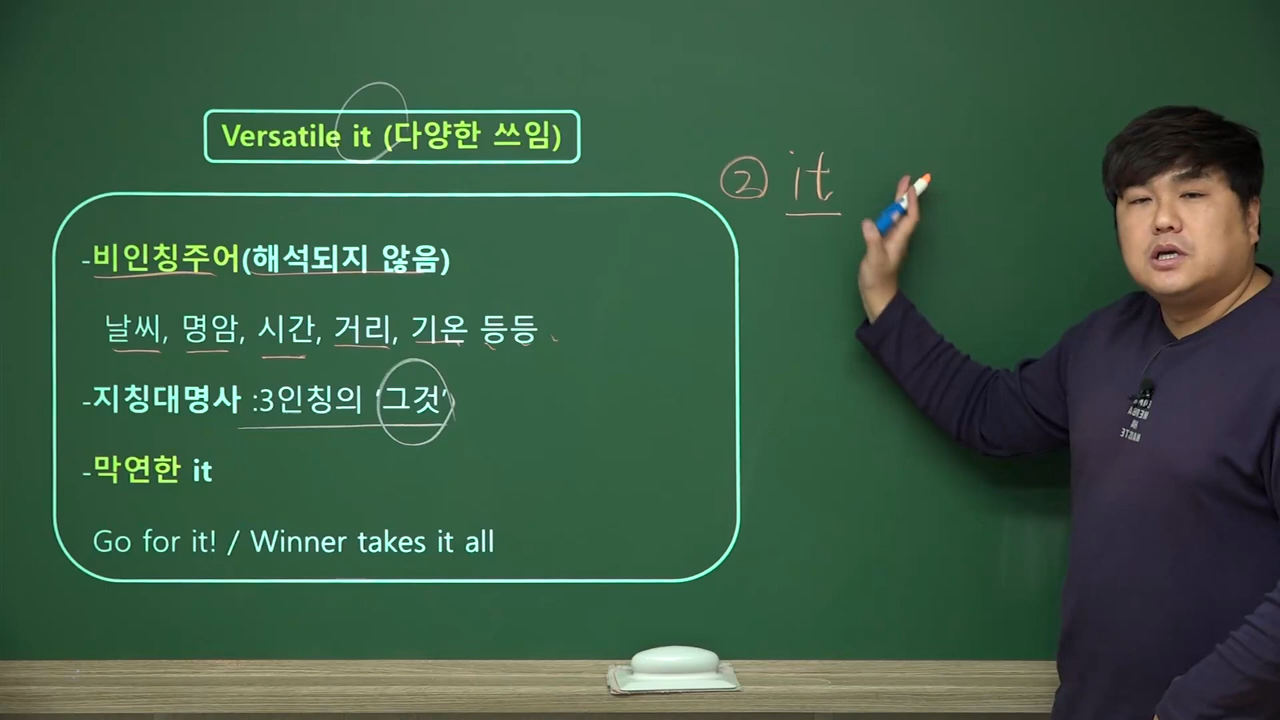 Versatile it (다양한 쓰임)
② it
-비인칭주어(해석되지 않음)
날씨, 명암, 시간, 거리, 기온 등등
-지칭대명사 :3인칭의 '그것'
-막연한 it
Go for it! / Winner takes it all